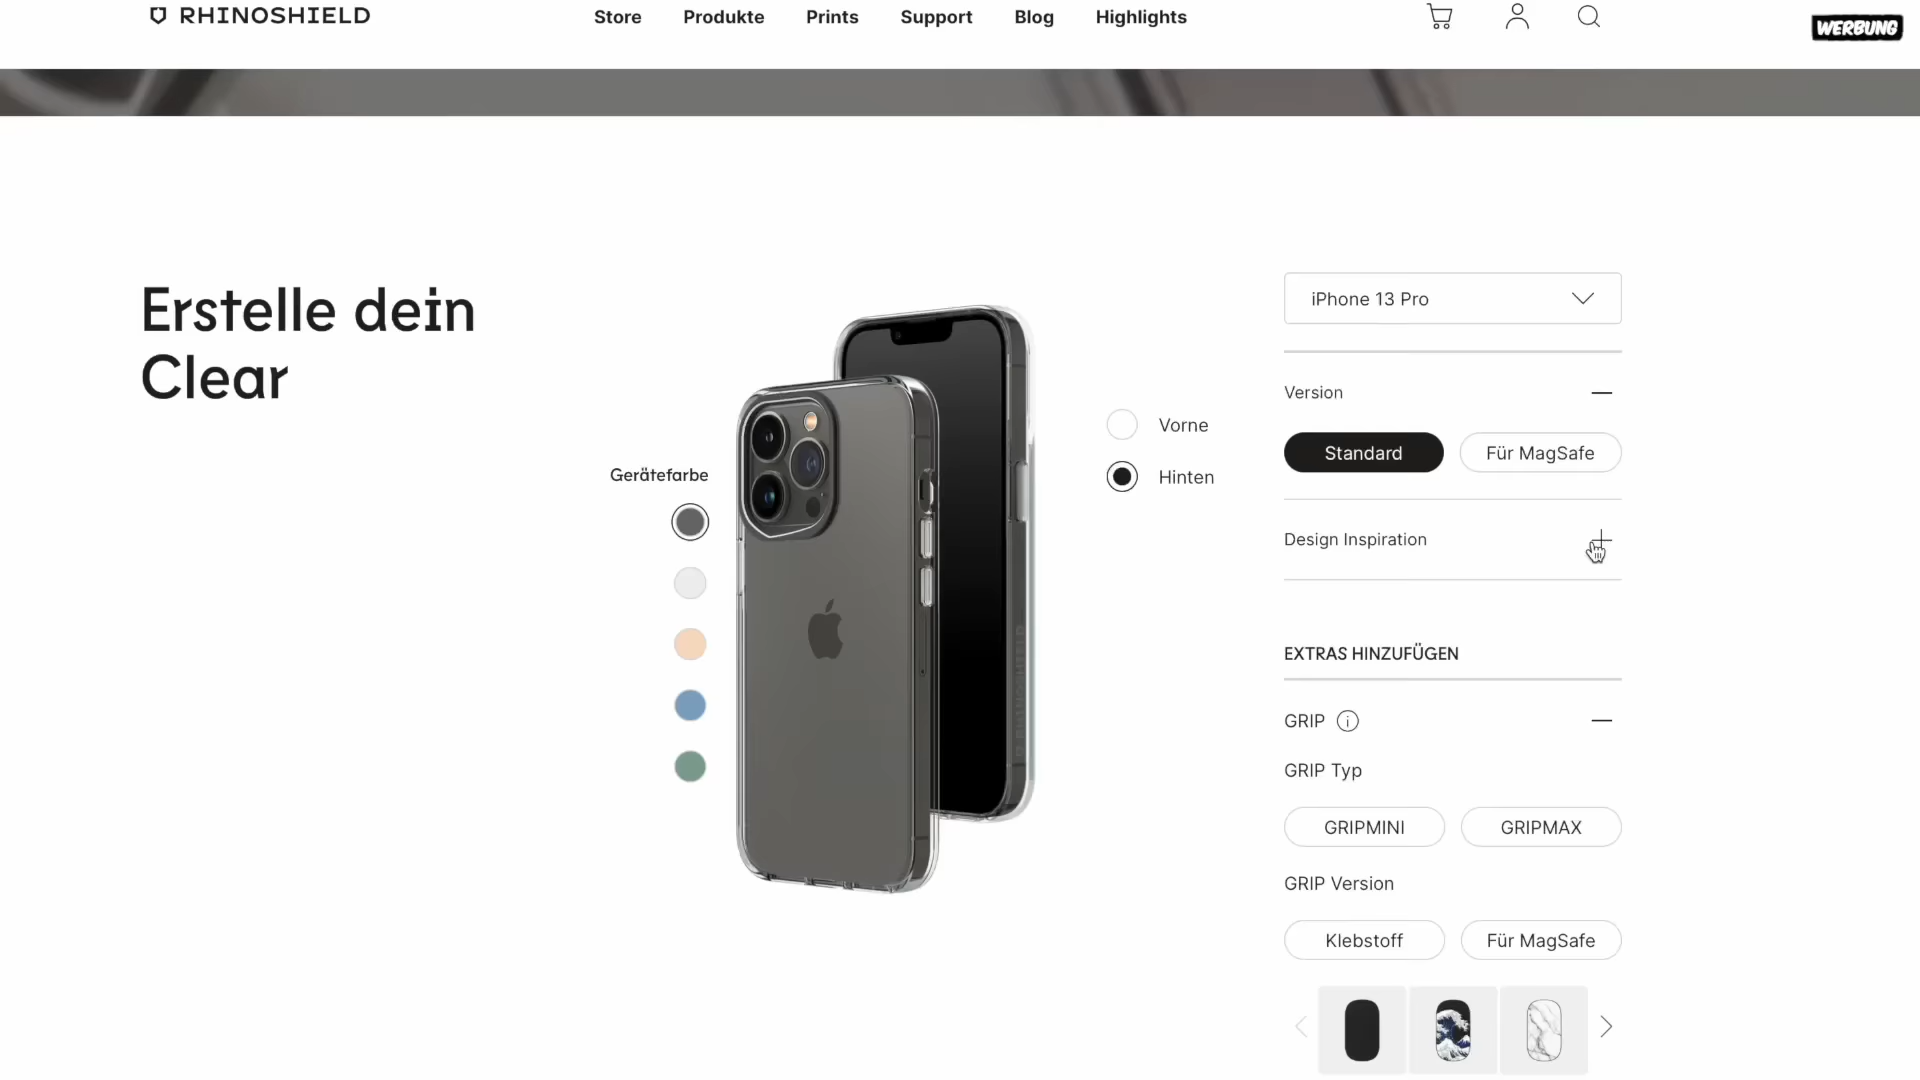 RHINOSHIELD
Store
Produkte
Prints
Support
Blog
Highlights
WERBUNG
Erstelle dein
Clear
Gerätefarbe
Vorne
Hinten
iPhone 13 Pro
Version
Standard
Für MagSafe
Design Inspiration
EXTRAS HINZUFÜGEN
GRIP
GRIP Typ
GRIPMINI
GRIPMAX
GRIP Version
Klebstoff
Für MagSafe